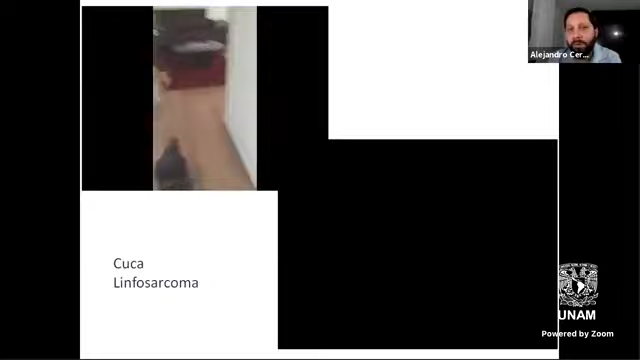 Alejandro Cer...
Cuca
Linfosarcoma
UNAM
Powered by Zoom